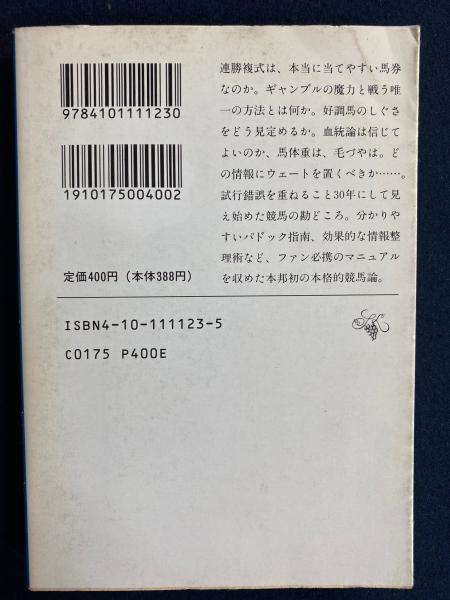 連勝複式は、本当に当てやすい馬券
なのか。ギャンブルの魔力と戦う唯
一の方法とは何か。好調馬のしぐさ
をどう見定めるか。血統論は信じて
よいのか、馬体重は、毛づやは。ど
の情報にウェートを置くべきか……。
試行錯誤を重ねること30年にして見
え始めた競馬の勘どころ。分かりや
すいパドック指南、効果的な情報整
理術など、ファン必携のマニュアル
を収めた本邦初の本格的競馬論。
9784101111230
1910175004002
定価400円（本体388円）
ISBN4-10-111123-5
C0175 P400E